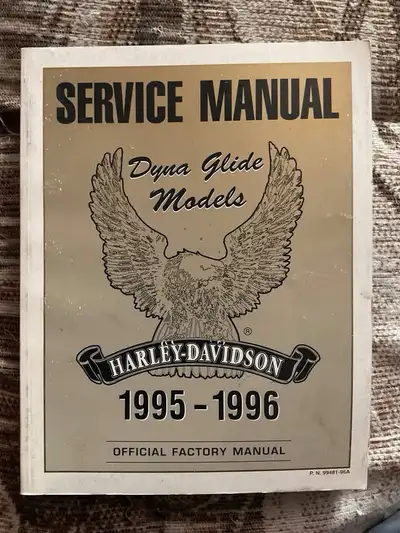 SERVICE MANUAL
Dyna Glide
Models
®
HARLEY-DAVIDSON
1995 - 1996
OFFICIAL FACTORY MANUAL
P. N. 99481-96A